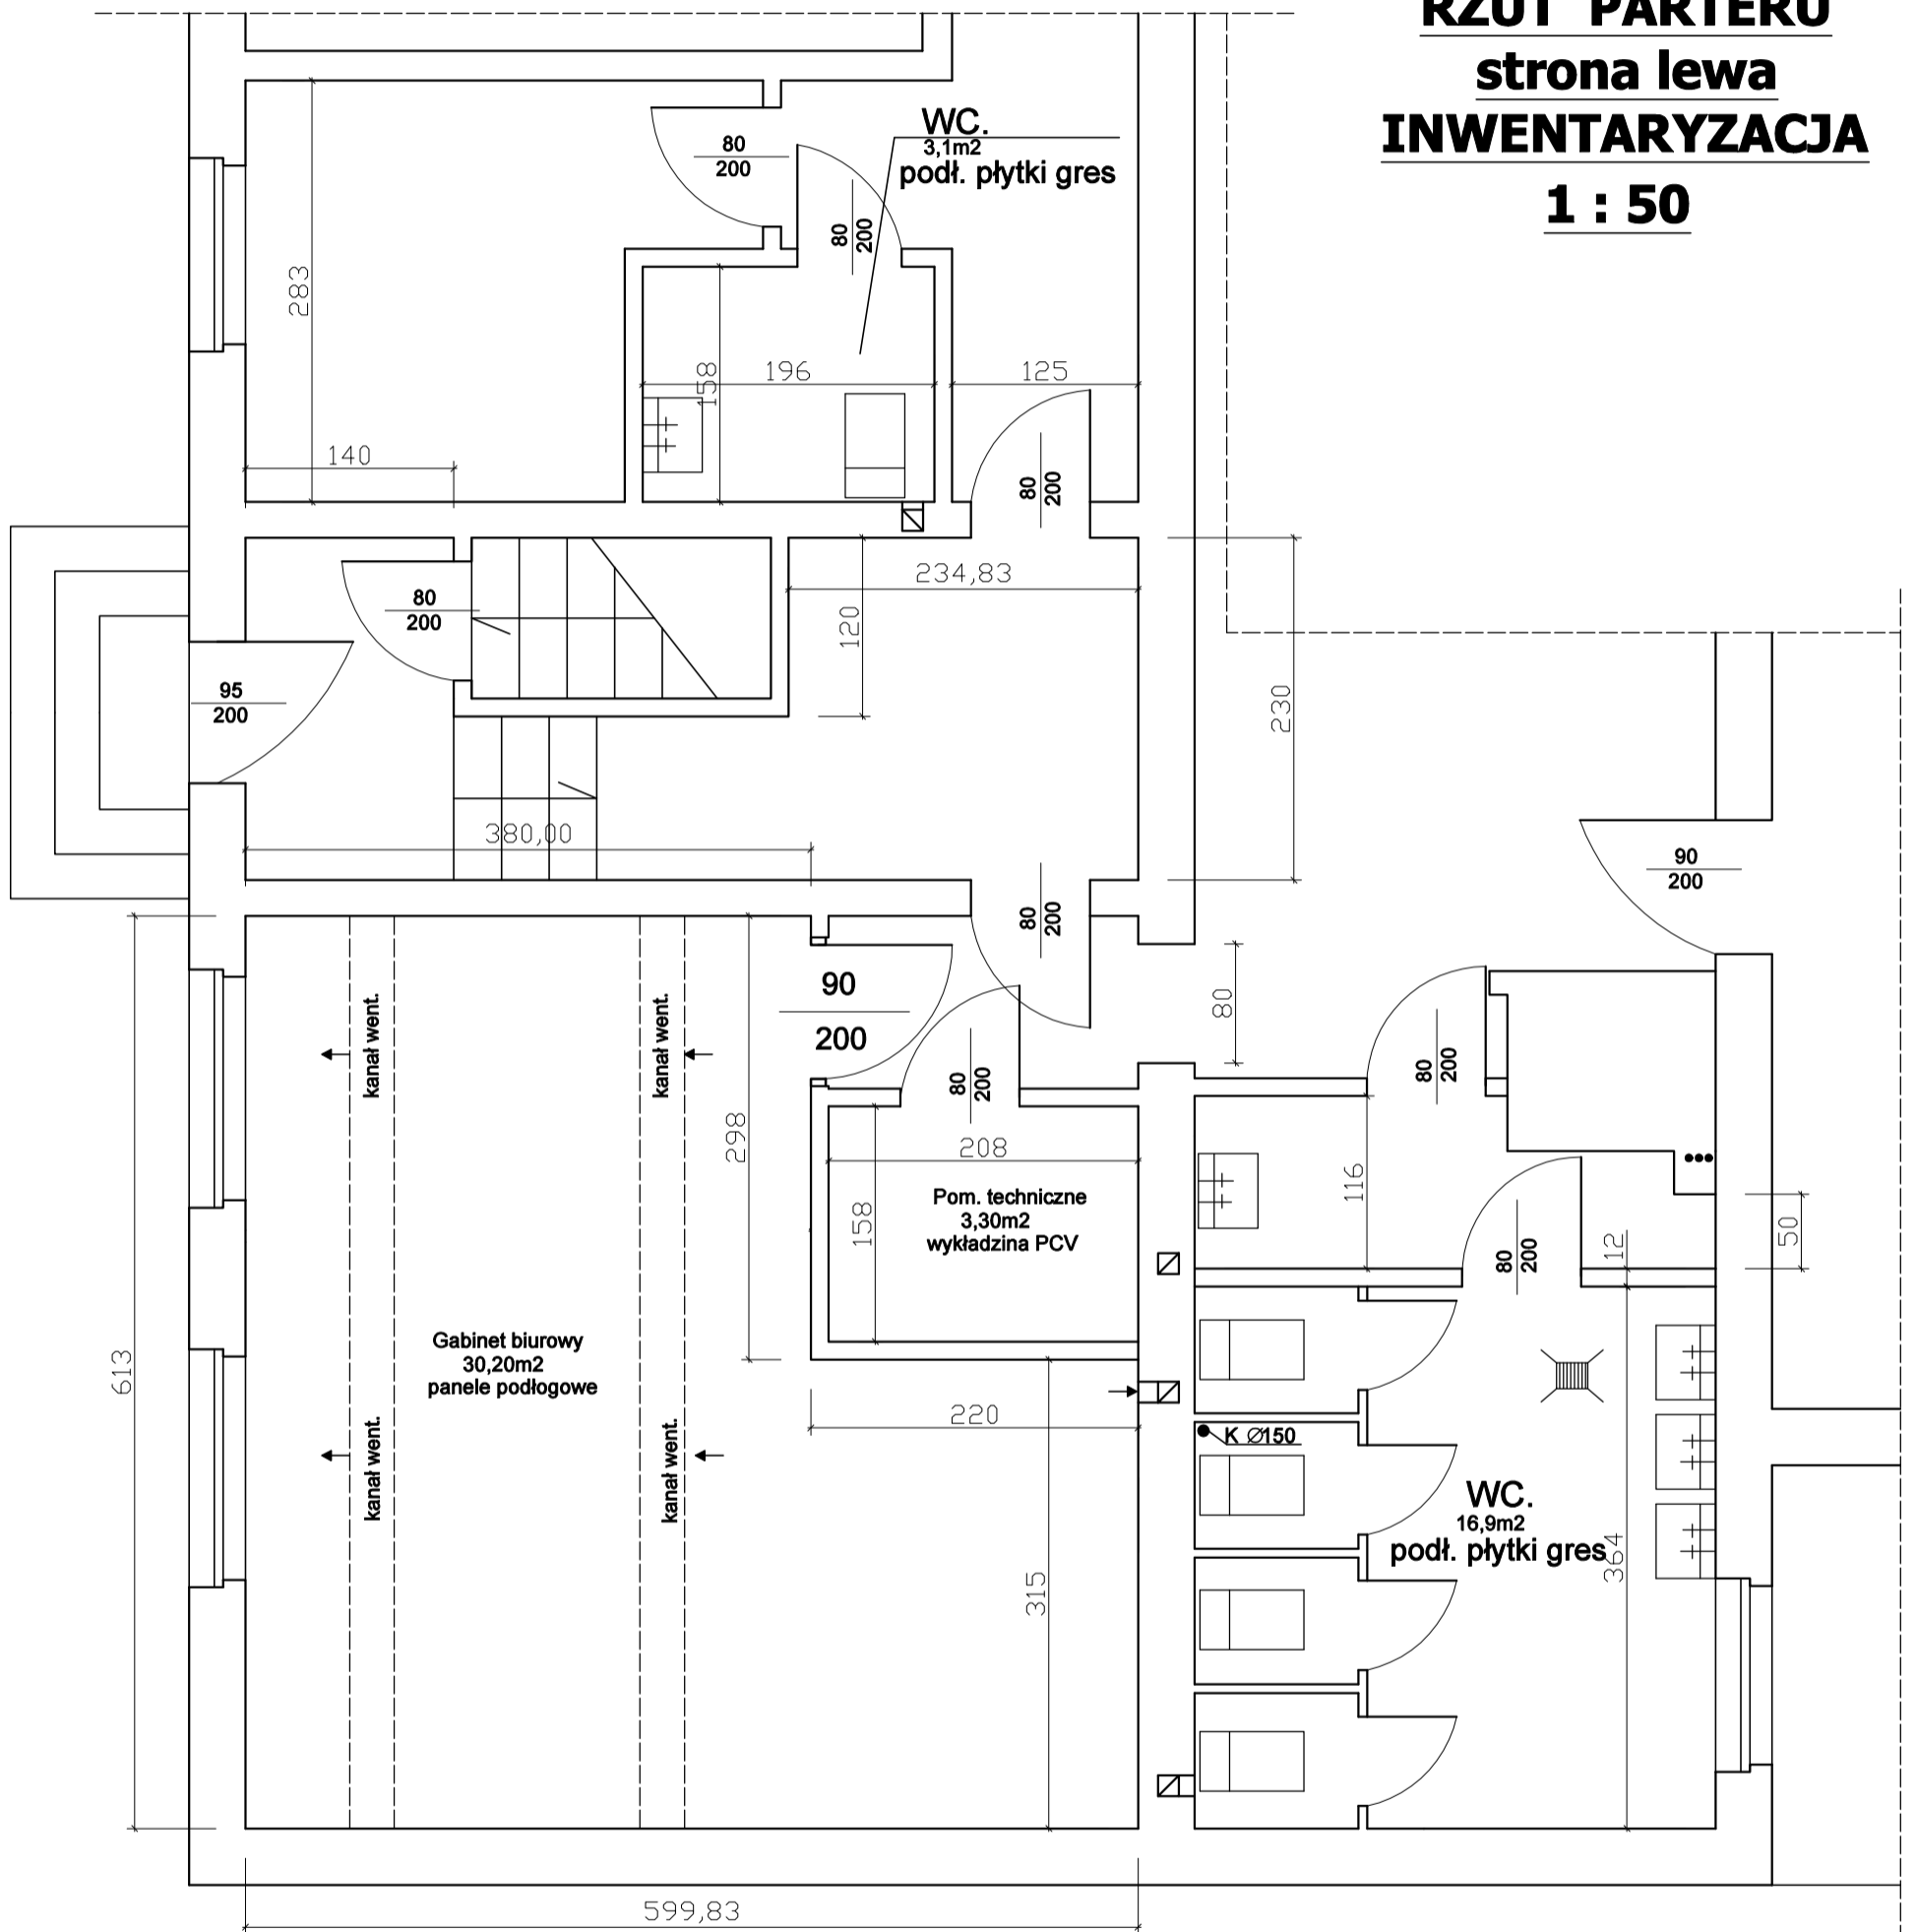 RZUT PARTERU
strona lewa
INWENTARYZACJA
1 : 50
WC.
3,1m2
podł. płytki gres
80
200
80
200
283
158
196
125
140
80
200
80
200
234,83
120
95
200
230
380,00
80
200
90
200
90
200
80
80
200
80
200
kanał went.
kanał went.
298
208
158
Pom. techniczne
3,30m2
wykładzina PCV
116
80
200
12
50
613
Gabinet biurowy
30,20m2
panele podłogowe
220
K ∅150
kanał went.
kanał went.
WC.
16,9m2
podł. płytki gres
364
315
599,83